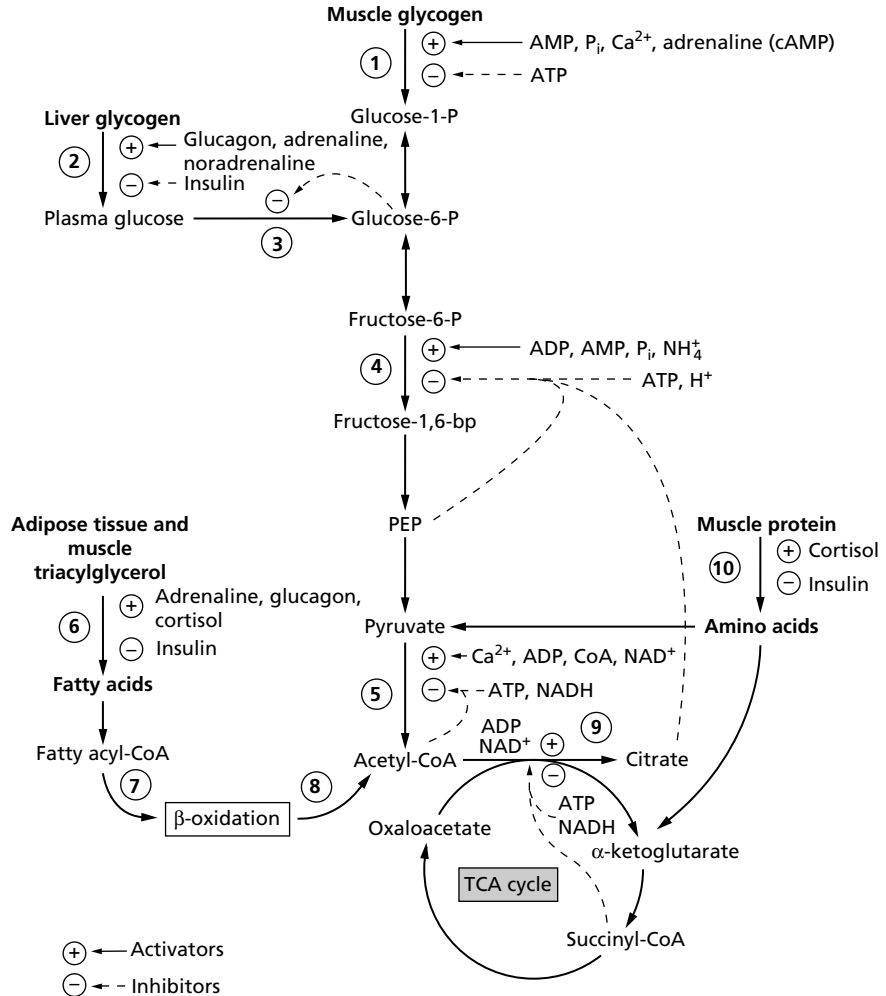 Muscle glycogen
+ AMP, Pi, Ca2+, adrenaline (cAMP)
1
− ATP
Glucose-1-P
Liver glycogen
2
+ Glucagon, adrenaline,
noradrenaline
− Insulin
−
Plasma glucose
Glucose-6-P
3
Fructose-6-P
+ ADP, AMP, Pi, NH4+
4
− ATP, H+
Fructose-1,6-bp
PEP
Adipose tissue and
muscle
triacylglycerol
Muscle protein
+ Cortisol
10
− Insulin
6
+ Adrenaline, glucagon,
cortisol
− Insulin
Pyruvate
Amino acids
+ Ca2+, ADP, CoA, NAD+
5
− ATP, NADH
Fatty acids
Fatty acyl-CoA
7
β-oxidation
8
Acetyl-CoA
ADP
NAD+ +
9
−
Citrate
ATP
NADH
Oxaloacetate
α-ketoglutarate
TCA cycle
Succinyl-CoA
+ Activators
− Inhibitors